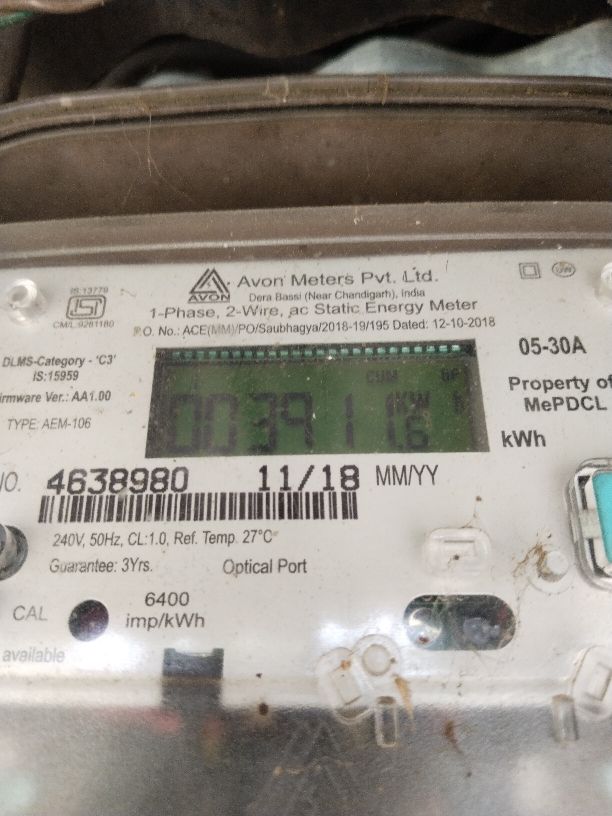 IS:13779
ISI
CM/L:9281180
AVON
Avon Meters Pvt. Ltd.
Dera Bassi (Near Chandigarh), India
1-Phase, 2-Wire, ac Static Energy Meter
P.O. No.: ACE(MM)/PO/Saubhagya/2018-19/195 Dated: 12-10-2018
DLMS-Category - 'C3'
IS:15959
irmware Ver.: AA1.00
TYPE: AEM-106
CUM
KW h
003911.6
05-30A
Property of
MePDCL
kWh
NO. 4638980 11/18 MM/YY
240V, 50Hz, CL:1.0, Ref. Temp. 27°C
Guarantee: 3Yrs. Optical Port
CAL
6400
imp/kWh
available